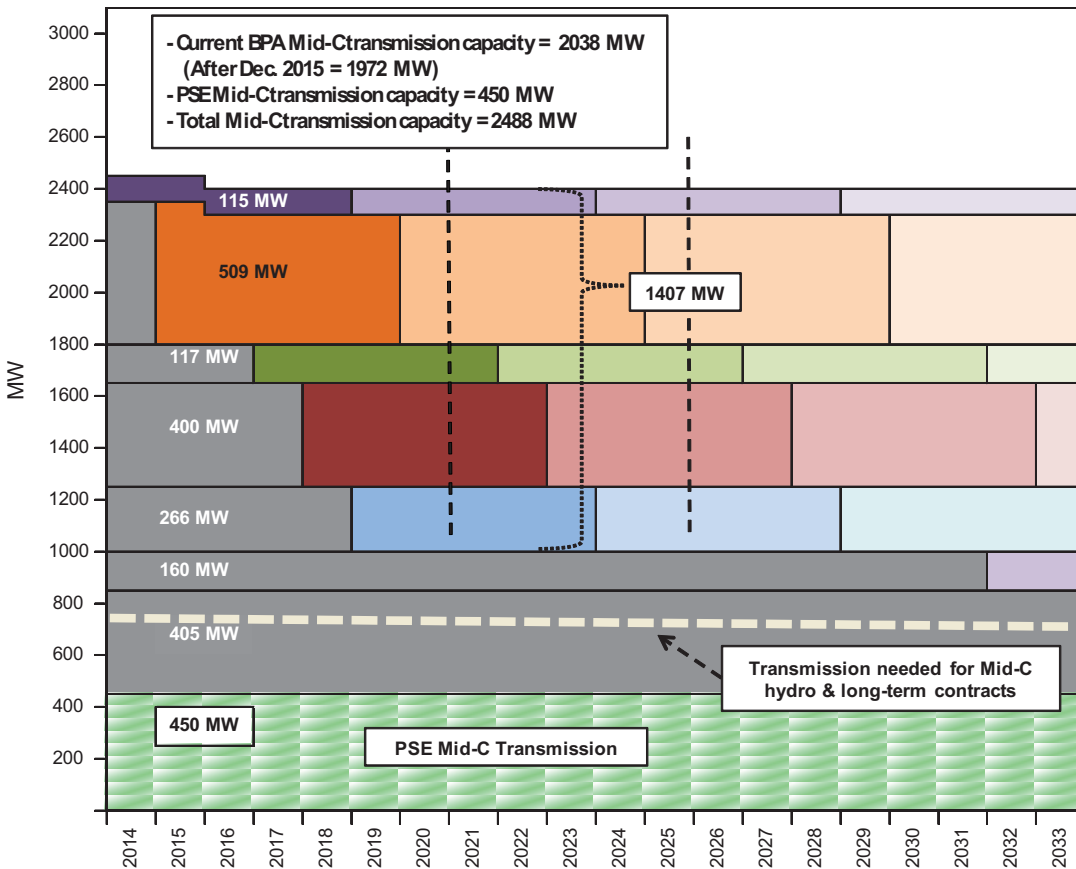 3000
2800
2600
2400
2200
2000
1800
1600
1400
1200
1000
800
600
400
200
MW
- Current BPA Mid-C transmission capacity = 2038 MW
(After Dec. 2015 = 1972 MW)
- PSE Mid-C transmission capacity = 450 MW
- Total Mid-C transmission capacity = 2488 MW
115 MW
509 MW
1407 MW
117 MW
400 MW
266 MW
160 MW
405 MW
Transmission needed for Mid-C
hydro & long-term contracts
450 MW
PSE Mid-C Transmission
2014
2015
2016
2017
2018
2019
2020
2021
2022
2023
2024
2025
2026
2027
2028
2029
2030
2031
2032
2033